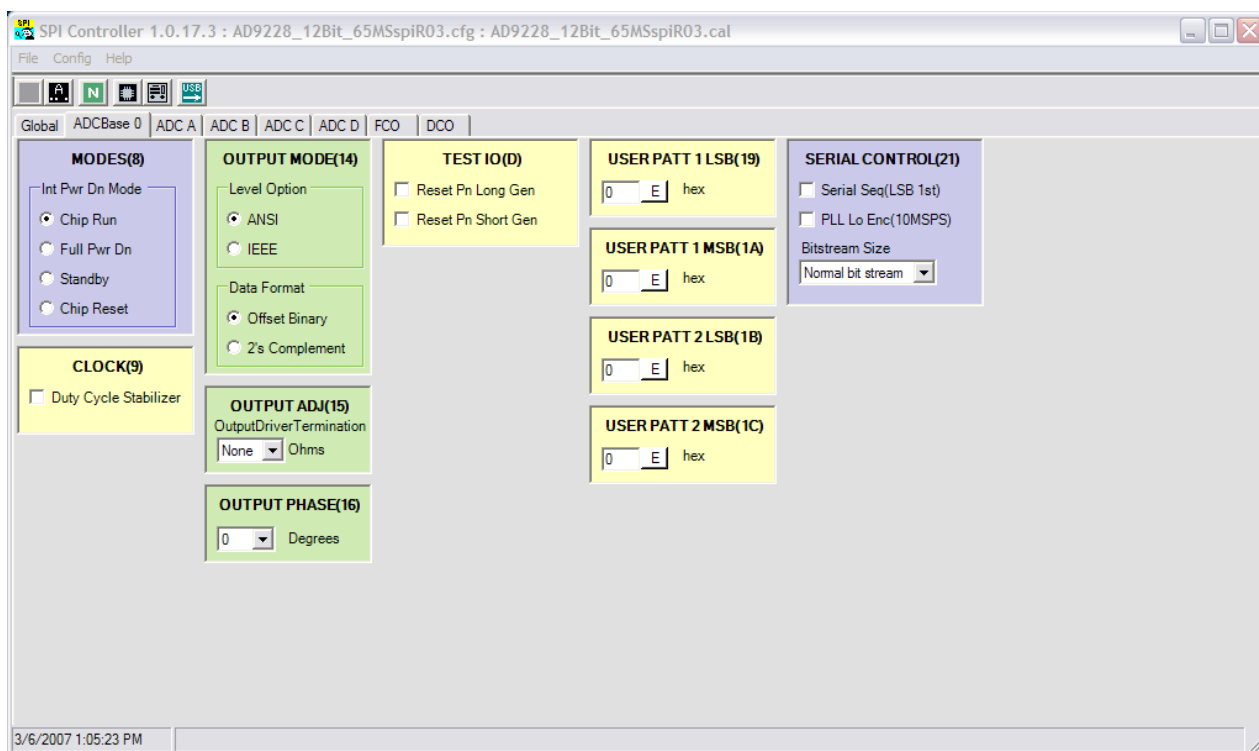 SPI Controller 1.0.17.3 : AD9228_12Bit_65MSspiR03.cfg : AD9228_12Bit_65MSspiR03.cal
File Config Help
A N USB
Global ADCBase 0 ADC A ADC B ADC C ADC D FCO DCO
MODES(8)
Int Pwr Dn Mode
Chip Run
Full Pwr Dn
Standby
Chip Reset
CLOCK(9)
Duty Cycle Stabilizer
OUTPUT MODE(14)
Level Option
ANSI
IEEE
Data Format
Offset Binary
2's Complement
OUTPUT ADJ(15)
OutputDriverTermination
None Ohms
OUTPUT PHASE(16)
0 Degrees
TEST IO(D)
Reset Pn Long Gen
Reset Pn Short Gen
USER PATT 1 LSB(19)
0 E hex
USER PATT 1 MSB(1A)
0 E hex
USER PATT 2 LSB(1B)
0 E hex
USER PATT 2 MSB(1C)
0 E hex
SERIAL CONTROL(21)
Serial Seq(LSB 1st)
PLL Lo Enc(10MSPS)
Bitstream Size
Normal bit stream
3/6/2007 1:05:23 PM